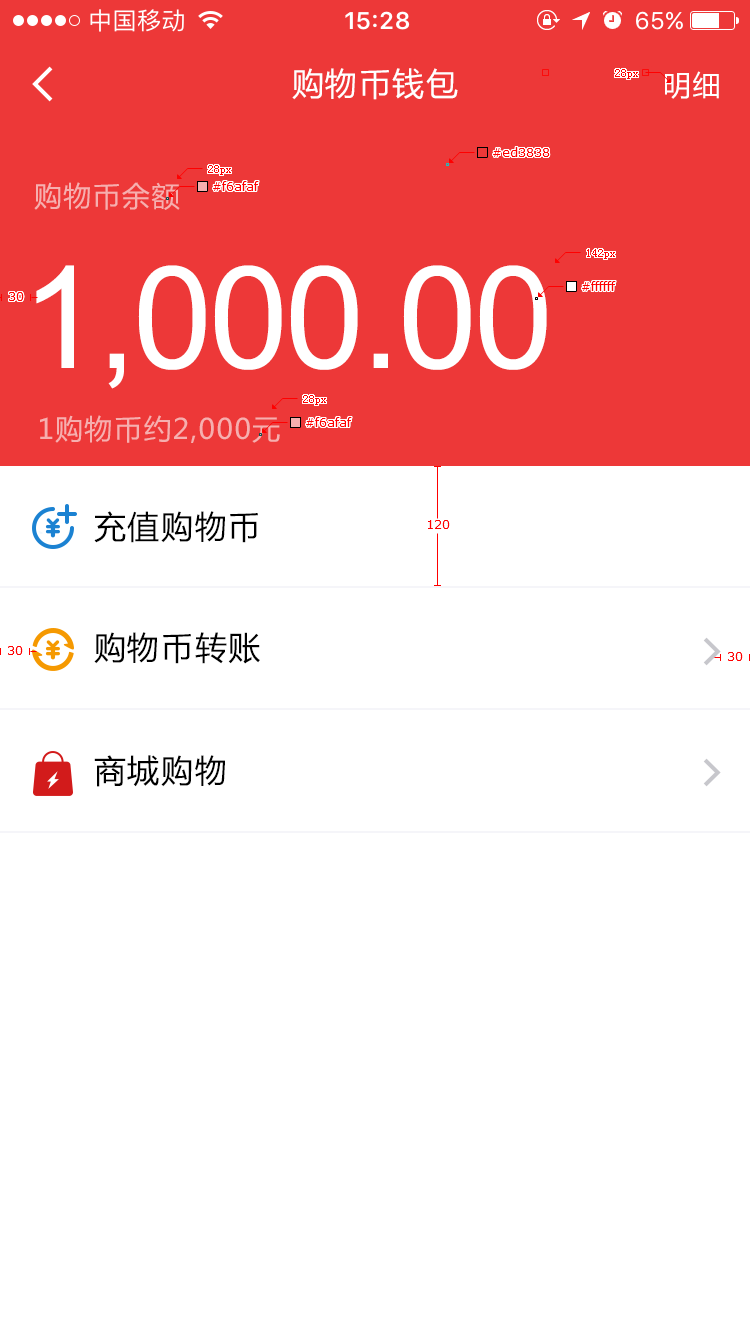 中国移动 15:28 65%
购物币钱包 28px 明细
#ed3838
28px
购物币余额 #f6afaf
142px
#ffffff
30 1,000.00
28px
1购物币约2,000元 #f6afaf
充值购物币 120
30 购物币转账 30
商城购物